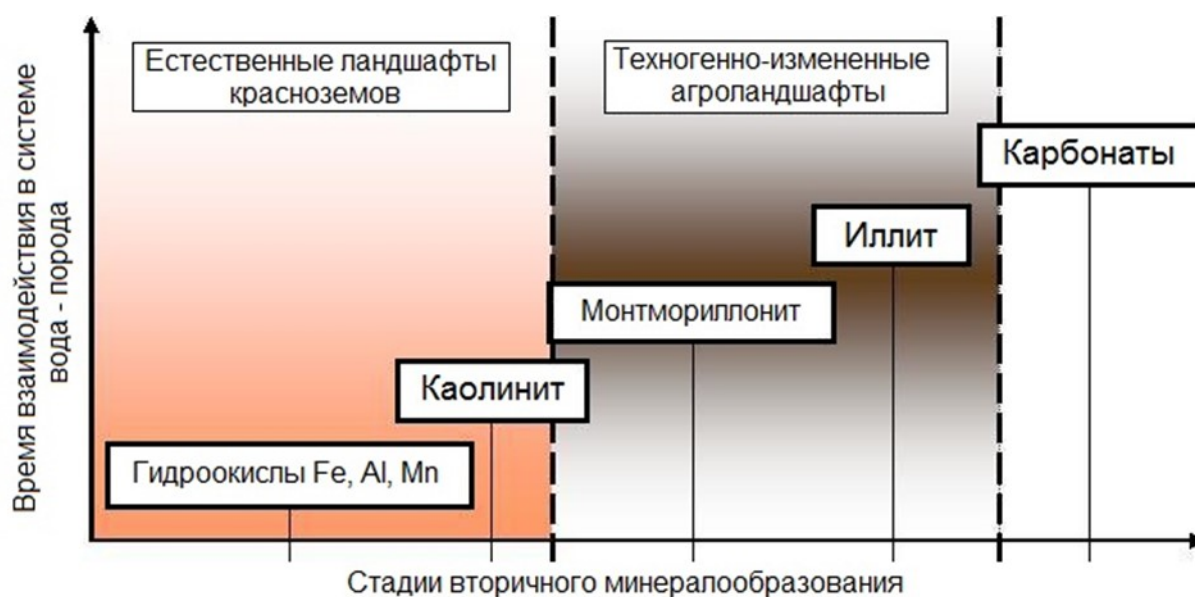 Естественные ландшафты
красноземов
Техногенно-измененные
агроландшафты
Карбонаты
Иллит
Монтмориллонит
Каолинит
Гидроокислы Fe, Al, Mn
Время взаимодействия в системе
вода - порода
Стадии вторичного минералообразования